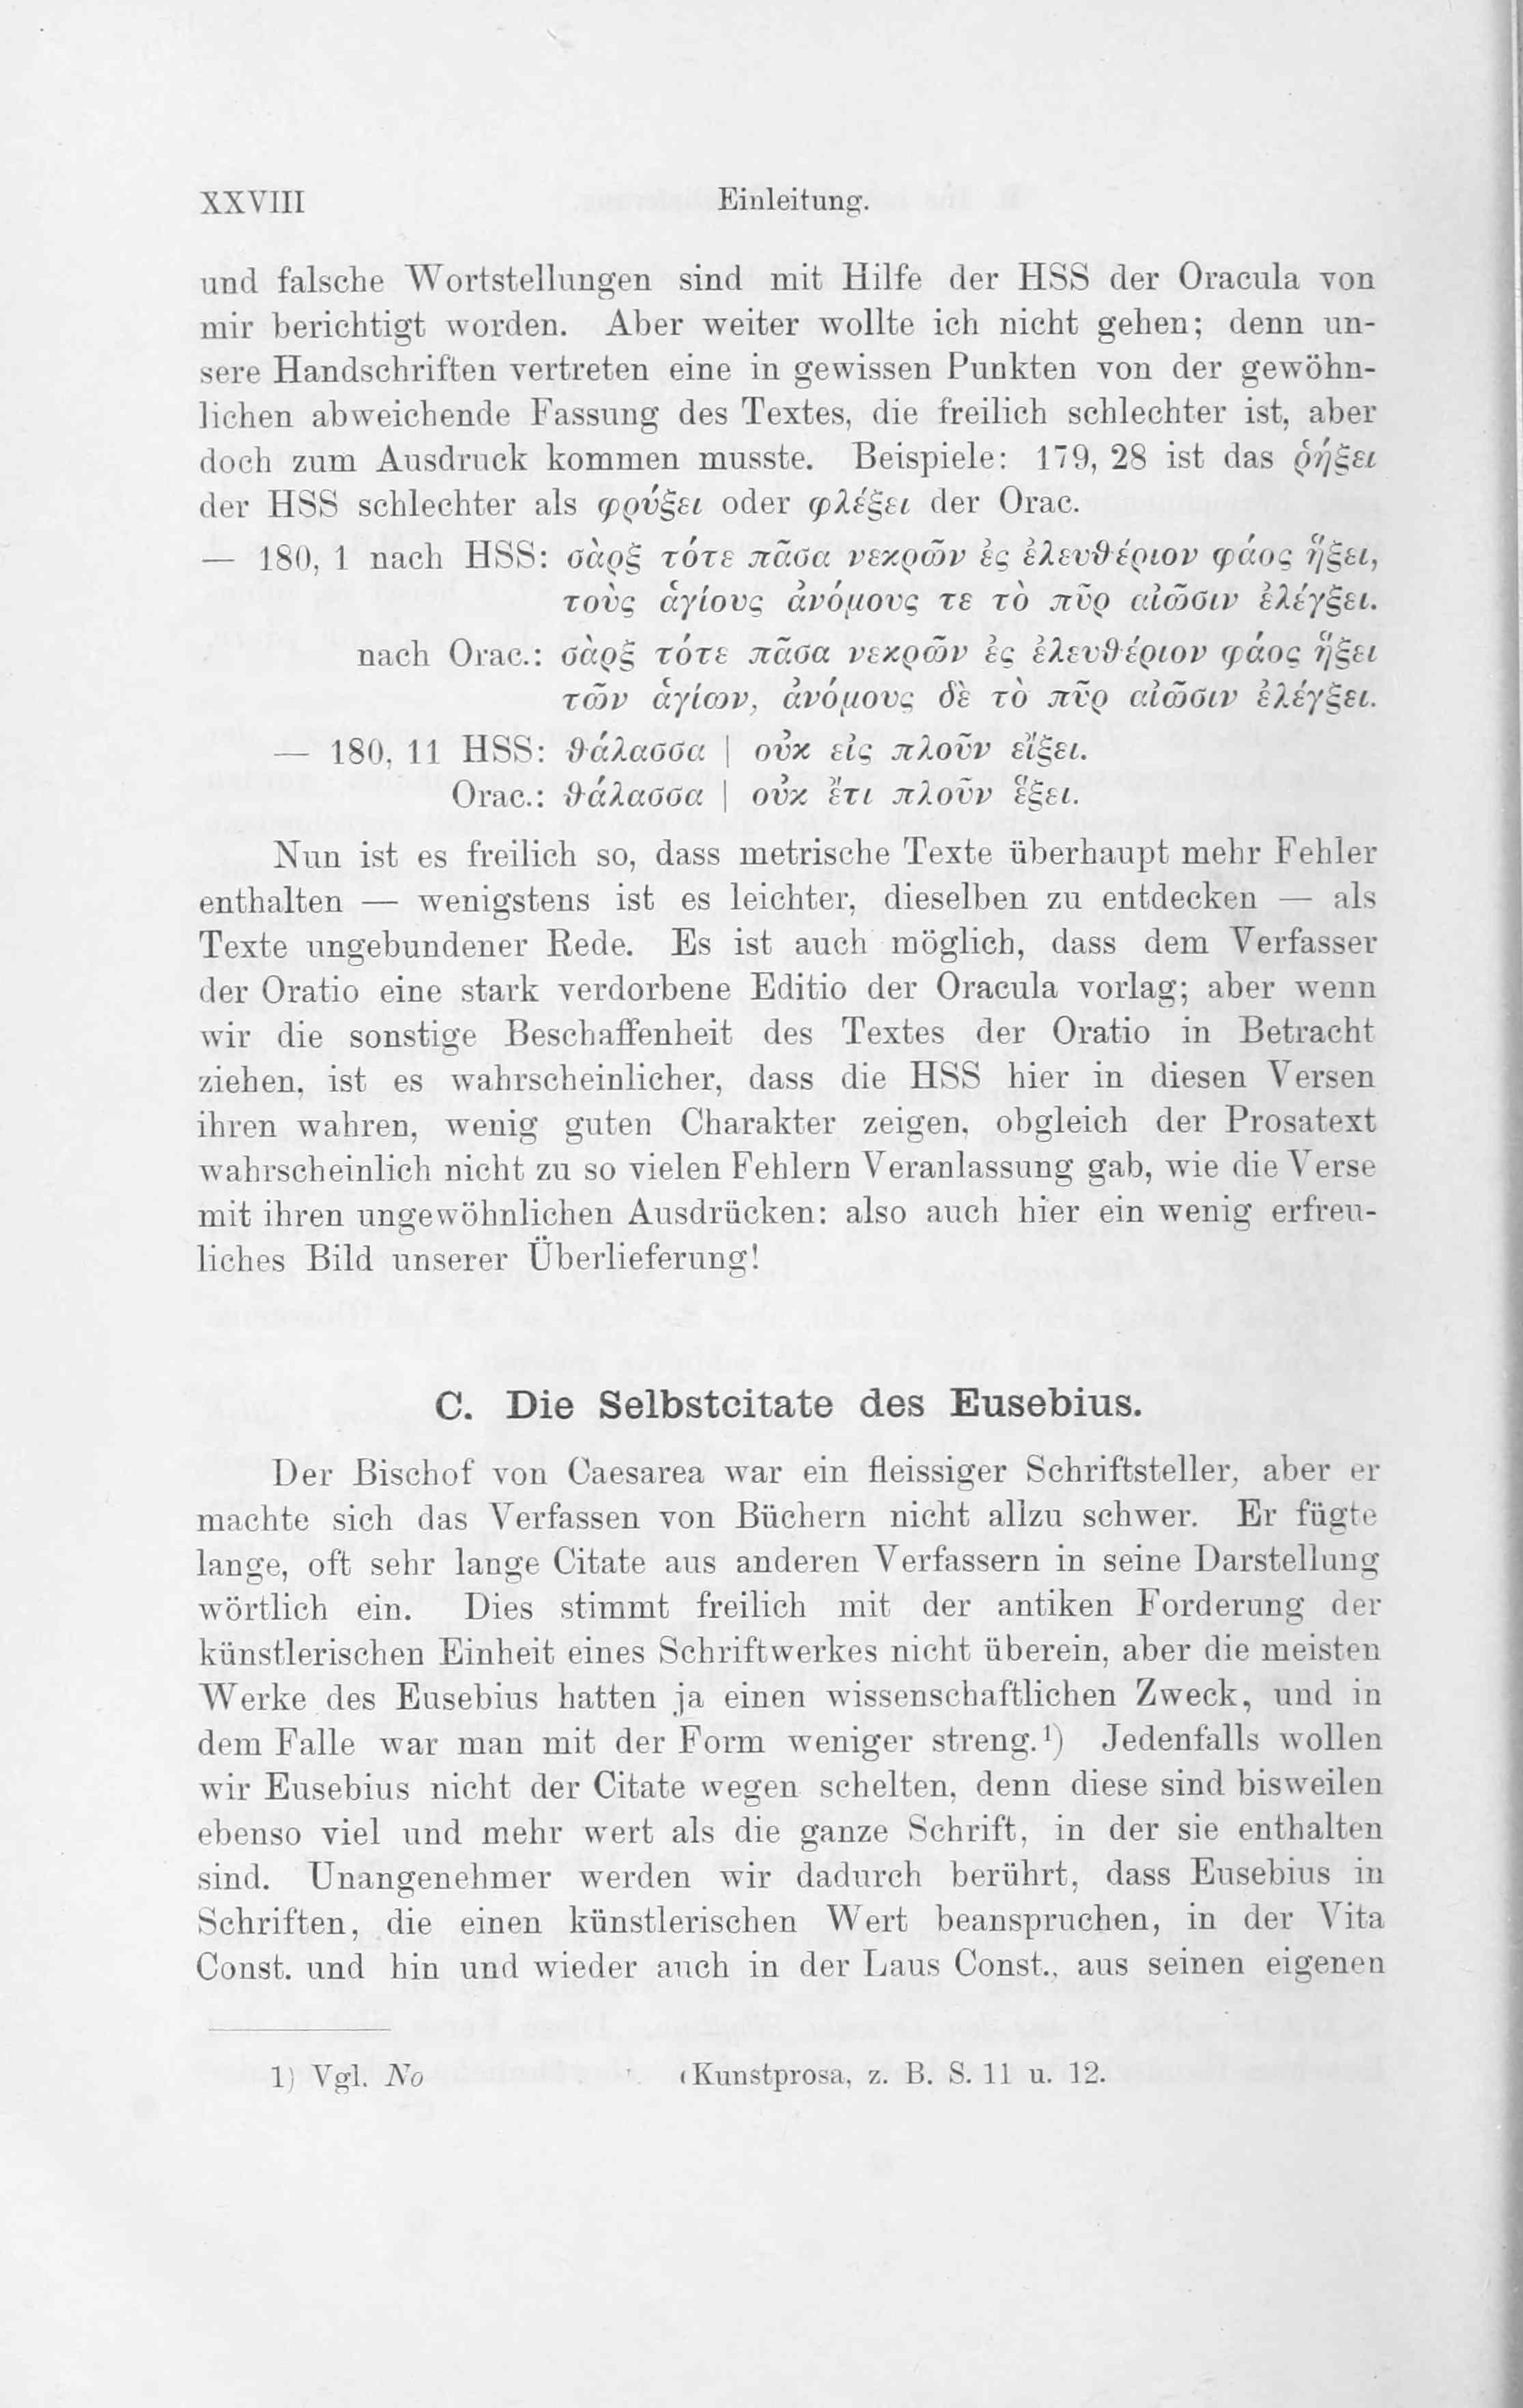 XXVIII Einleitung.
und falsche Wortstellungen sind mit Hilfe der HSS der Oracula von
mir berichtigt worden. Aber weiter wollte ich nicht gehen; denn un-
sere Handschriften vertreten eine in gewissen Punkten von der gewöhn-
lichen abweichende Fassung des Textes, die freilich schlechter ist, aber
doch zum Ausdruck kommen musste. Beispiele: 179, 28 ist das ῥήξει
der HSS schlechter als φρύξει oder φλέξει der Orac.
— 180, 1 nach HSS: σὰρξ τότε πᾶσα νεκρῶν ἐς ἐλευθέριον φάος ἥξει,
τοὺς ἁγίους ἀνόμους τε τὸ πῦρ αἰῶσιν ἐλέγξει.
nach Orac.: σὰρξ τότε πᾶσα νεκρῶν ἐς ἐλευθέριον φάος ἥξει
τῶν ἁγίων, ἀνόμους δὲ τὸ πῦρ αἰῶσιν ἐλέγξει.
— 180, 11 HSS: θάλασσα | οὐκ εἰς πλοῦν εἴξει.
Orac.: θάλασσα | οὐκ ἔτι πλοῦν ἕξει.
Nun ist es freilich so, dass metrische Texte überhaupt mehr Fehler
enthalten — wenigstens ist es leichter, dieselben zu entdecken — als
Texte ungebundener Rede. Es ist auch möglich, dass dem Verfasser
der Oratio eine stark verdorbene Editio der Oracula vorlag; aber wenn
wir die sonstige Beschaffenheit des Textes der Oratio in Betracht
ziehen, ist es wahrscheinlicher, dass die HSS hier in diesen Versen
ihren wahren, wenig guten Charakter zeigen, obgleich der Prosatext
wahrscheinlich nicht zu so vielen Fehlern Veranlassung gab, wie die Verse
mit ihren ungewöhnlichen Ausdrücken: also auch hier ein wenig erfreu-
liches Bild unserer Überlieferung!
C. Die Selbstcitate des Eusebius.
Der Bischof von Caesarea war ein fleissiger Schriftsteller, aber er
machte sich das Verfassen von Büchern nicht allzu schwer. Er fügte
lange, oft sehr lange Citate aus anderen Verfassern in seine Darstellung
wörtlich ein. Dies stimmt freilich mit der antiken Forderung der
künstlerischen Einheit eines Schriftwerkes nicht überein, aber die meisten
Werke des Eusebius hatten ja einen wissenschaftlichen Zweck, und in
dem Falle war man mit der Form weniger streng.¹) Jedenfalls wollen
wir Eusebius nicht der Citate wegen schelten, denn diese sind bisweilen
ebenso viel und mehr wert als die ganze Schrift, in der sie enthalten
sind. Unangenehmer werden wir dadurch berührt, dass Eusebius in
Schriften, die einen künstlerischen Wert beanspruchen, in der Vita
Const. und hin und wieder auch in der Laus Const., aus seinen eigenen
1) Vgl. No Kunstprosa, z. B. S. 11 u. 12.